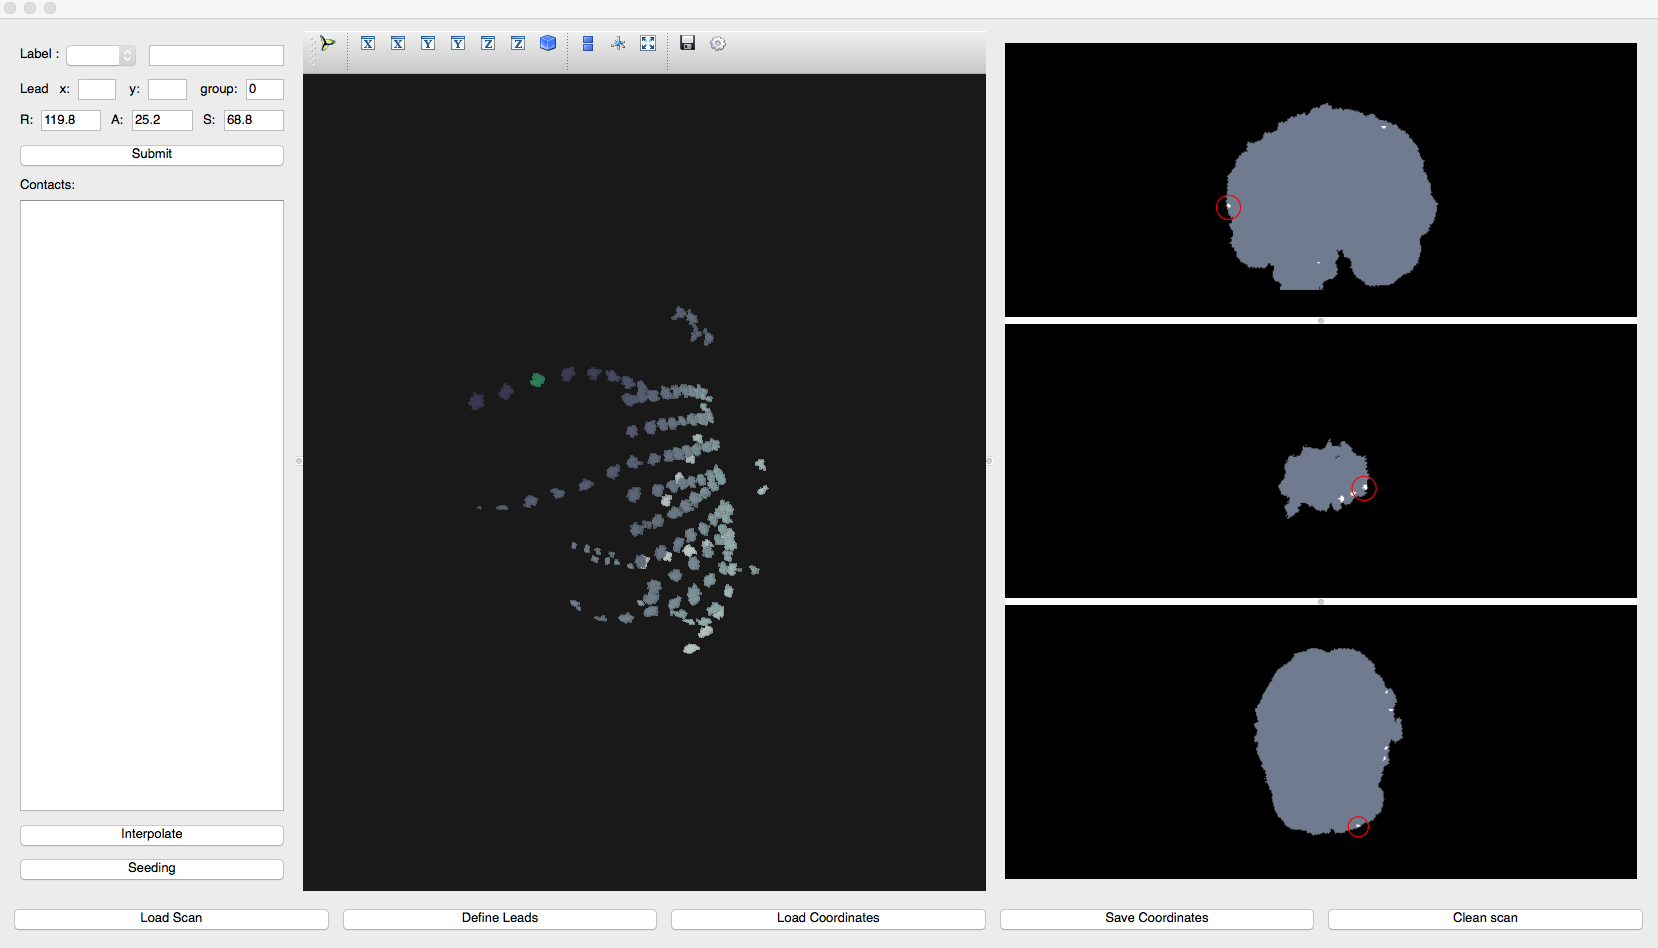 Label :
Lead x: y: group: 0
R: 119.8 A: 25.2 S: 68.8
Submit
Contacts:
Interpolate
Seeding
X X Y Y Z Z
Load Scan Define Leads Load Coordinates Save Coordinates Clean scan